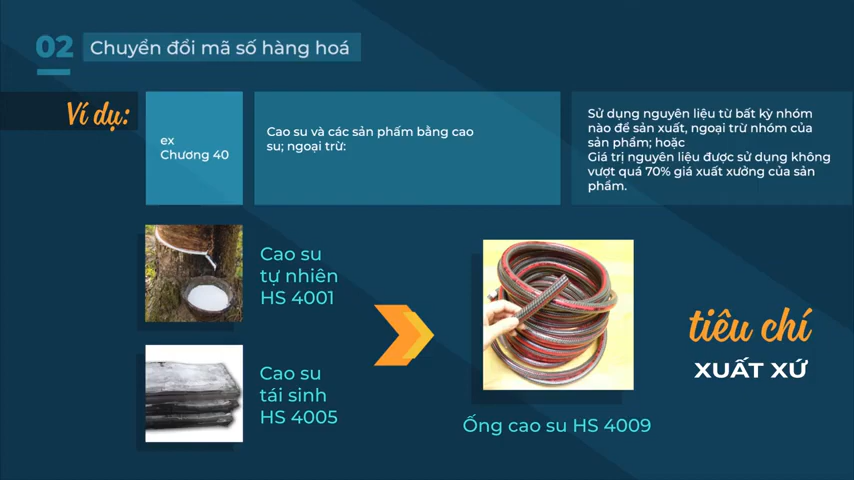 02
Chuyển đổi mã số hàng hoá
Ví dụ:
ex
Chương 40
Cao su và các sản phẩm bằng cao
su; ngoại trừ:
Sử dụng nguyên liệu từ bất kỳ nhóm
nào để sản xuất, ngoại trừ nhóm của
sản phẩm; hoặc
Giá trị nguyên liệu được sử dụng không
vượt quá 70% giá xuất xưởng của sản
phẩm.
Cao su
tự nhiên
HS 4001
Cao su
tái sinh
HS 4005
Ống cao su HS 4009
tiêu chí
XUẤT XỨ